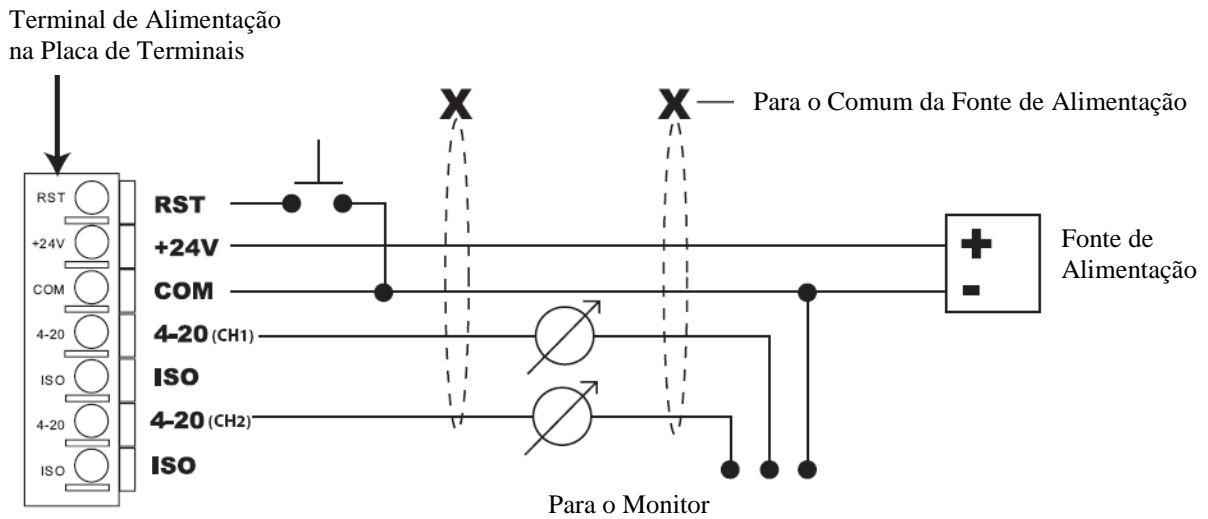 Terminal de Alimentação
na Placa de Terminais
X
X
Para o Comum da Fonte de Alimentação
RST
RST
+24V
+24V
+
Fonte de
Alimentação
COM
COM
-
4-20
4-20 (CH1)
ISO
ISO
4-20
4-20 (CH2)
ISO
ISO
Para o Monitor